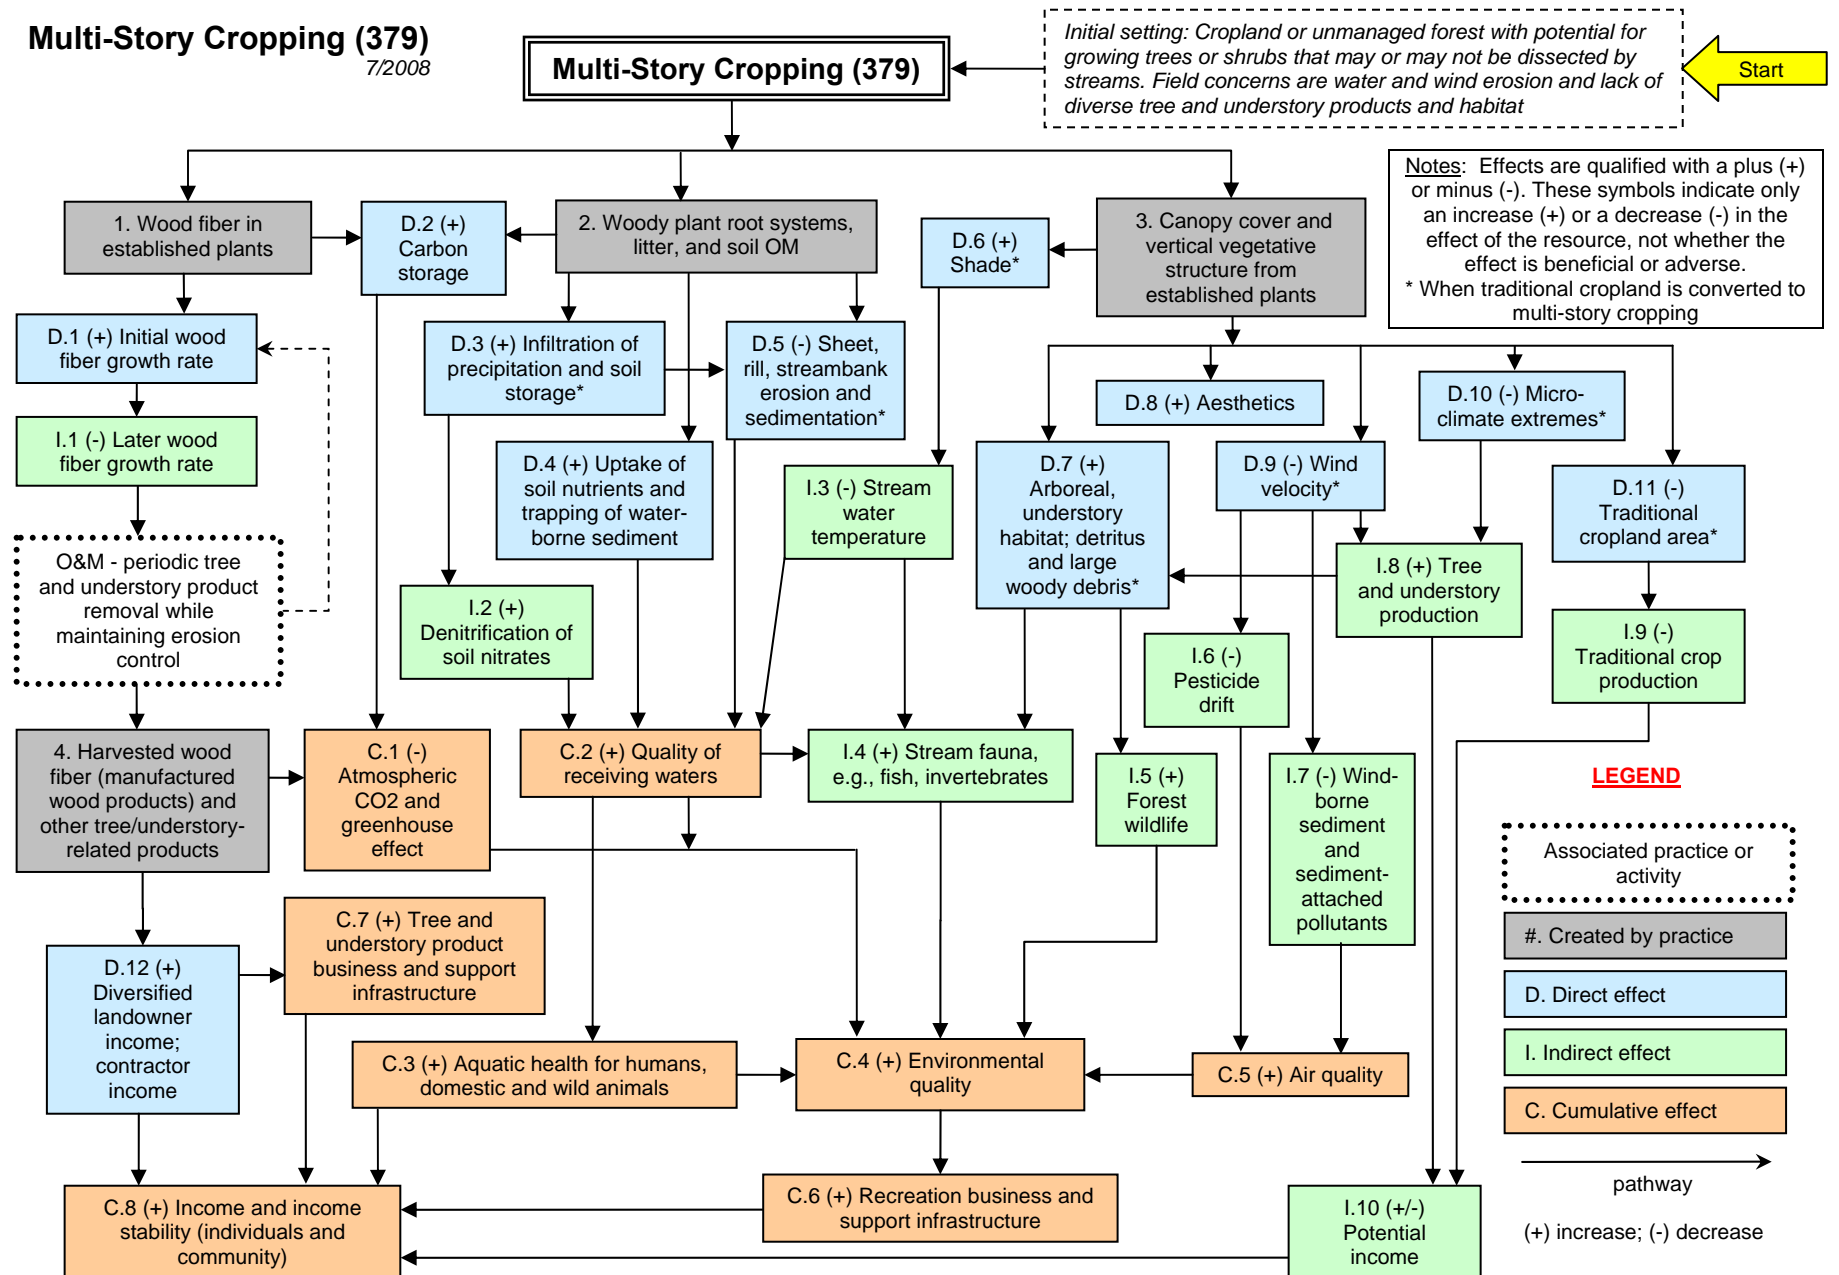 Multi-Story Cropping (379)
7/2008
Multi-Story Cropping (379)
Initial setting: Cropland or unmanaged forest with potential for
growing trees or shrubs that may or may not be dissected by
streams. Field concerns are water and wind erosion and lack of
diverse tree and understory products and habitat
Start
Notes: Effects are qualified with a plus (+)
or minus (-). These symbols indicate only
an increase (+) or a decrease (-) in the
effect of the resource, not whether the
effect is beneficial or adverse.
* When traditional cropland is converted to
multi-story cropping
1. Wood fiber in
established plants
D.2 (+)
Carbon
storage
2. Woody plant root systems,
litter, and soil OM
D.6 (+)
Shade*
3. Canopy cover and
vertical vegetative
structure from
established plants
D.1 (+) Initial wood
fiber growth rate
D.3 (+) Infiltration of
precipitation and soil
storage*
D.5 (-) Sheet,
rill, streambank
erosion and
sedimentation*
D.8 (+) Aesthetics
D.10 (-) Micro-
climate extremes*
I.1 (-) Later wood
fiber growth rate
D.4 (+) Uptake of
soil nutrients and
trapping of water-
borne sediment
I.3 (-) Stream
water
temperature
D.7 (+)
Arboreal,
understory
habitat; detritus
and large
woody debris*
D.9 (-) Wind
velocity*
D.11 (-)
Traditional
cropland area*
O&M - periodic tree
and understory product
removal while
maintaining erosion
control
I.8 (+) Tree
and understory
production
I.2 (+)
Denitrification of
soil nitrates
I.6 (-)
Pesticide
drift
I.9 (-)
Traditional crop
production
4. Harvested wood
fiber (manufactured
wood products) and
other tree/understory-
related products
C.1 (-)
Atmospheric
CO2 and
greenhouse
effect
C.2 (+) Quality of
receiving waters
I.4 (+) Stream fauna,
e.g., fish, invertebrates
I.5 (+)
Forest
wildlife
I.7 (-) Wind-
borne
sediment
and
sediment-
attached
pollutants
LEGEND
Associated practice or
activity
#. Created by practice
D. Direct effect
I. Indirect effect
C. Cumulative effect
pathway
(+) increase; (-) decrease
C.7 (+) Tree and
understory product
business and support
infrastructure
D.12 (+)
Diversified
landowner
income;
contractor
income
C.3 (+) Aquatic health for humans,
domestic and wild animals
C.4 (+) Environmental
quality
C.5 (+) Air quality
C.8 (+) Income and income
stability (individuals and
community)
C.6 (+) Recreation business and
support infrastructure
I.10 (+/-)
Potential
income